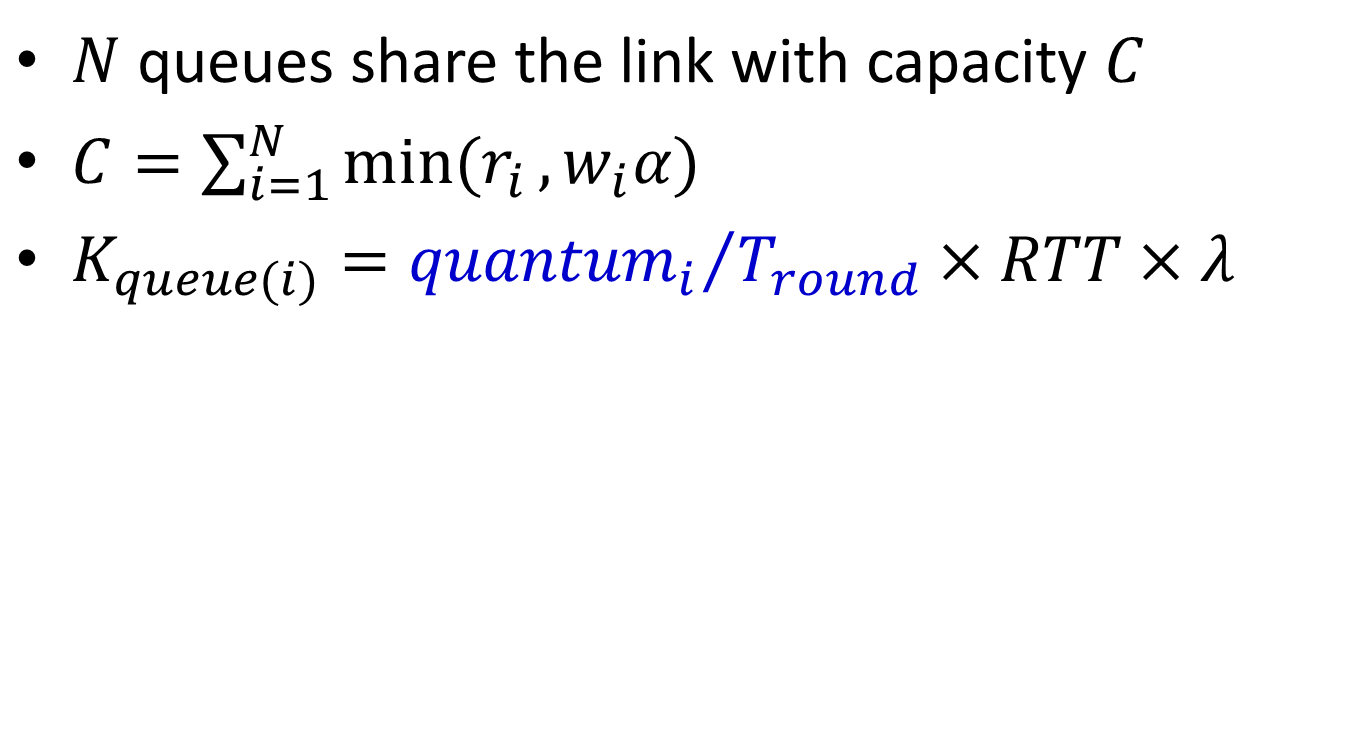 • N queues share the link with capacity C
• C = ∑_{i=1}^{N} min(r_i , w_i α)
• K_{queue(i)} = quantum_i/T_{round} × RTT × λ